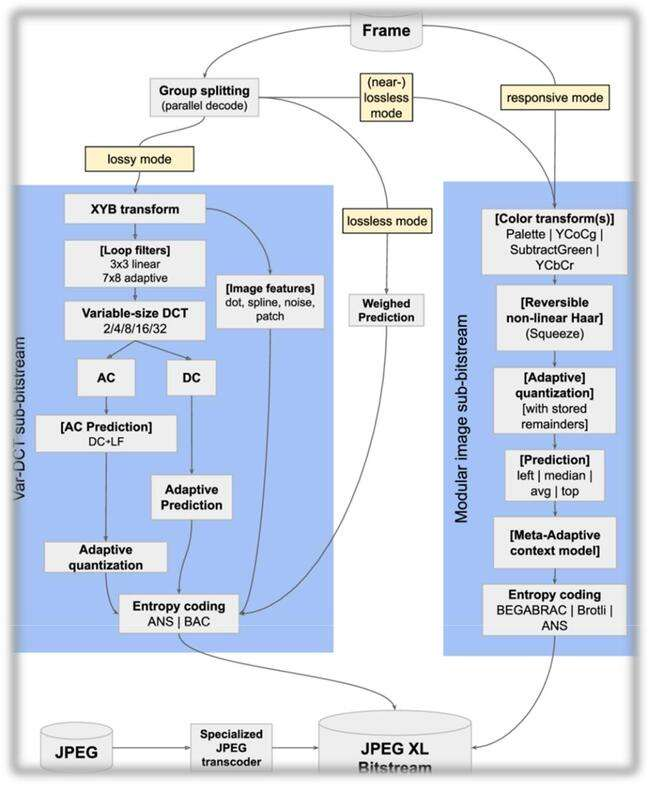 Frame
Group splitting
(parallel decode)
(near-)
lossless
mode
responsive mode
lossy mode
lossless mode
Var-DCT sub-bitstream
XYB transform
[Loop filters]
3x3 linear
7x8 adaptive
[Image features]
dot, spline, noise,
patch
Variable-size DCT
2/4/8/16/32
AC
DC
[AC Prediction]
DC+LF
Adaptive
Prediction
Adaptive
quantization
Entropy coding
ANS | BAC
Weighed
Prediction
Modular image sub-bitstream
[Color transform(s)]
Palette | YCoCg |
SubtractGreen |
YCbCr
[Reversible
non-linear Haar]
(Squeeze)
[Adaptive]
quantization]
[with stored
remainders]
[Prediction]
left | median |
avg | top
[Meta-Adaptive
context model]
Entropy coding
BEGABRAC | Brotli |
ANS
JPEG
Specialized
JPEG
transcoder
JPEG XL
Bitstream